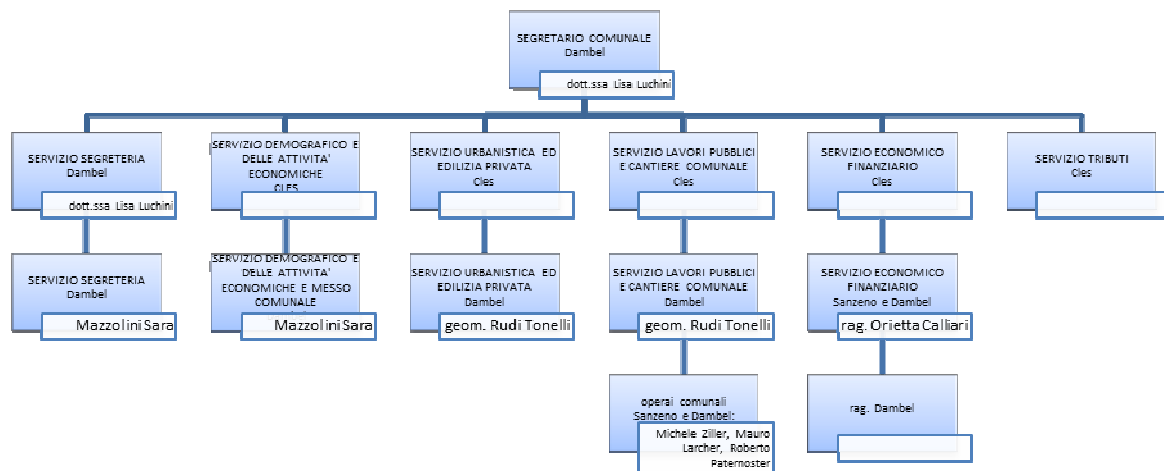 SEGRETARIO COMUNALE
Dambel
dott.ssa Lisa Luchini
SERVIZIO SEGRETERIA
Dambel
dott.ssa Lisa Luchini
SERVIZIO DEMOGRAFICO E
DELLE ATTIVITA'
ECONOMICHE
CLES
SERVIZIO URBANISTICA ED
EDILIZIA PRIVATA
Cles
SERVIZIO LAVORI PUBBLICI
E CANTIERE COMUNALE
Cles
SERVIZIO ECONOMICO
FINANZIARIO
Cles
SERVIZIO TRIBUTI
Cles
SERVIZIO SEGRETERIA
Dambel
Mazzolini Sara
SERVIZIO DEMOGRAFICO E
DELLE ATTIVITA'
ECONOMICHE E MESSO
COMUNALE
Mazzolini Sara
SERVIZIO URBANISTICA ED
EDILIZIA PRIVATA
Dambel
geom. Rudi Tonelli
SERVIZIO LAVORI PUBBLICI
E CANTIERE COMUNALE
Dambel
geom. Rudi Tonelli
SERVIZIO ECONOMICO
FINANZIARIO
Sanzeno e Dambel
rag. Orietta Calliari
operai comunali
Sanzeno e Dambel:
Michele Ziller, Mauro
Larcher, Roberto
Paternoster
rag. Dambel